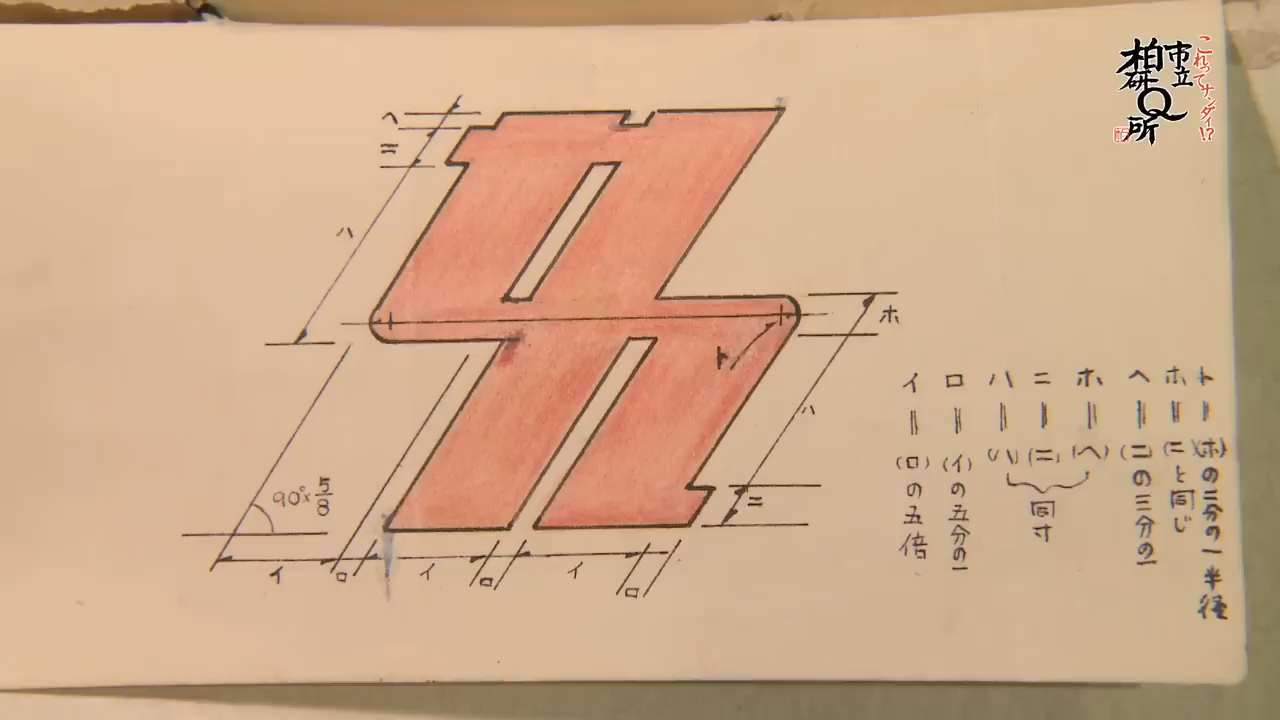 これってナンダイ!?
市立
柏研Q所
ヘ
ニ
ハ
ホ
ト
ハ
ニ
90°×5/8
イ
ロ
イ
ロ
イ
ロ
ト=(ホ)の二分の一半径
ホ=(ニと同じ)
ヘ=(ニ)の三分の一
ホ=(ヘ)
ニ=(ニ)
ハ=(ハ)
同寸
ロ=(イ)の五分の一
イ=(ロ)の五倍